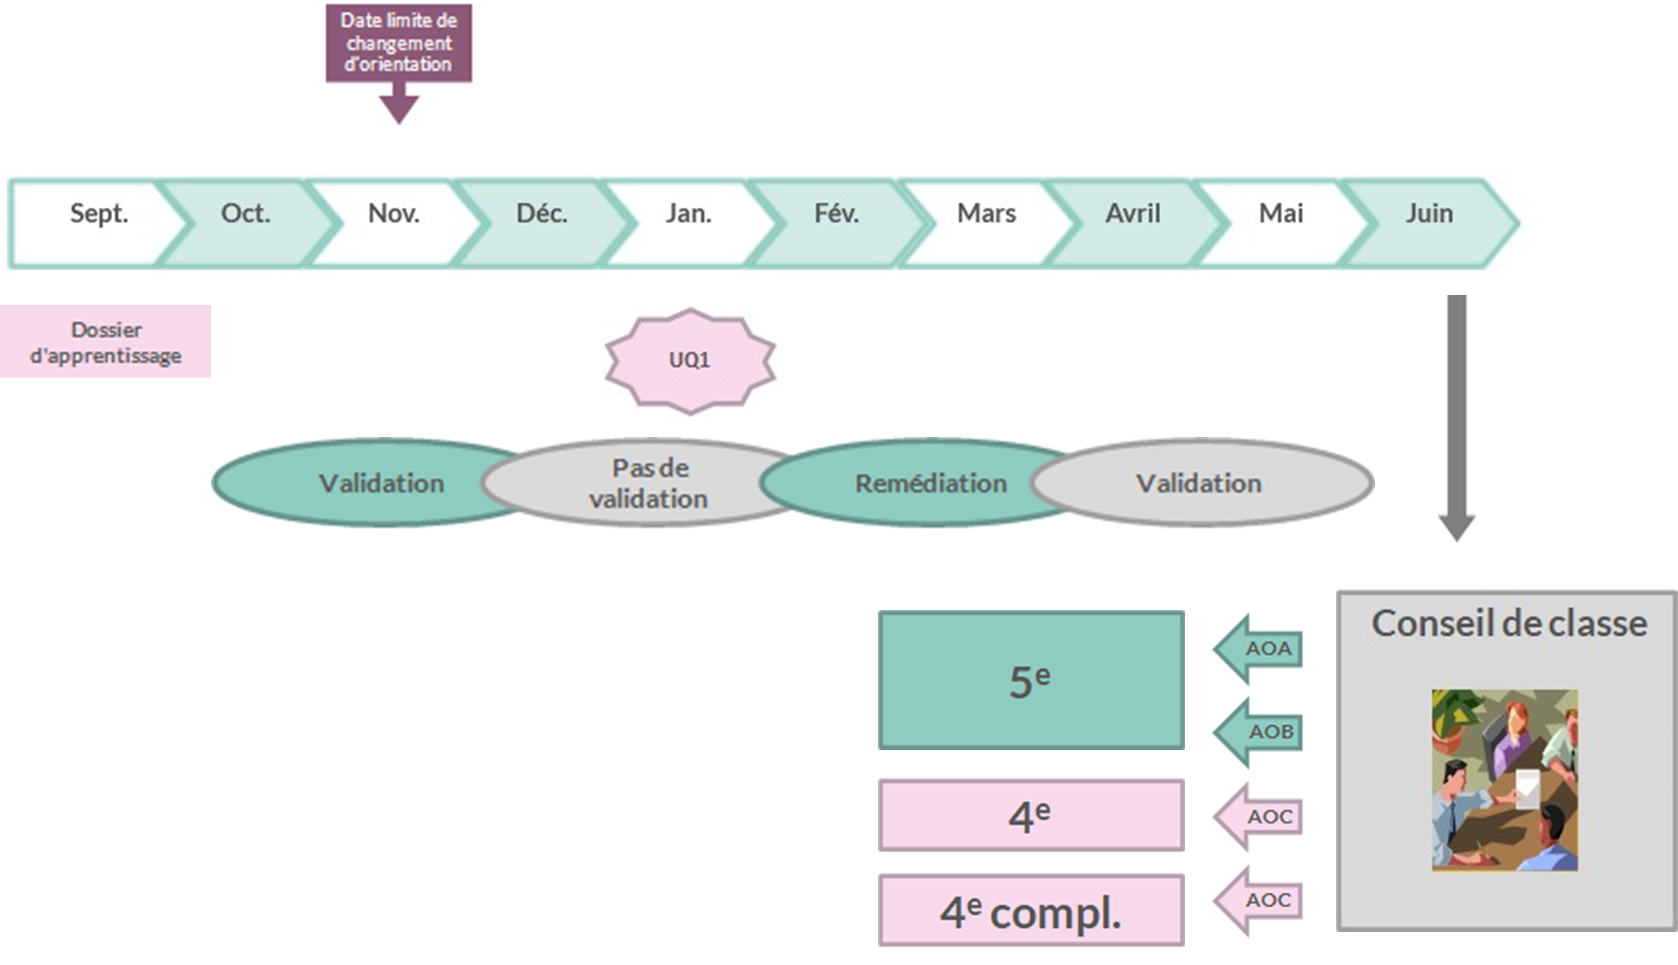 Date limite de
changement
d'orientation
Sept.
Oct.
Nov.
Déc.
Jan.
Fév.
Mars
Avril
Mai
Juin
Dossier
d'apprentissage
UQ1
Validation
Pas de
validation
Remédiation
Validation
Conseil de classe
5e
AOA
AOB
4e
AOC
4e compl.
AOC